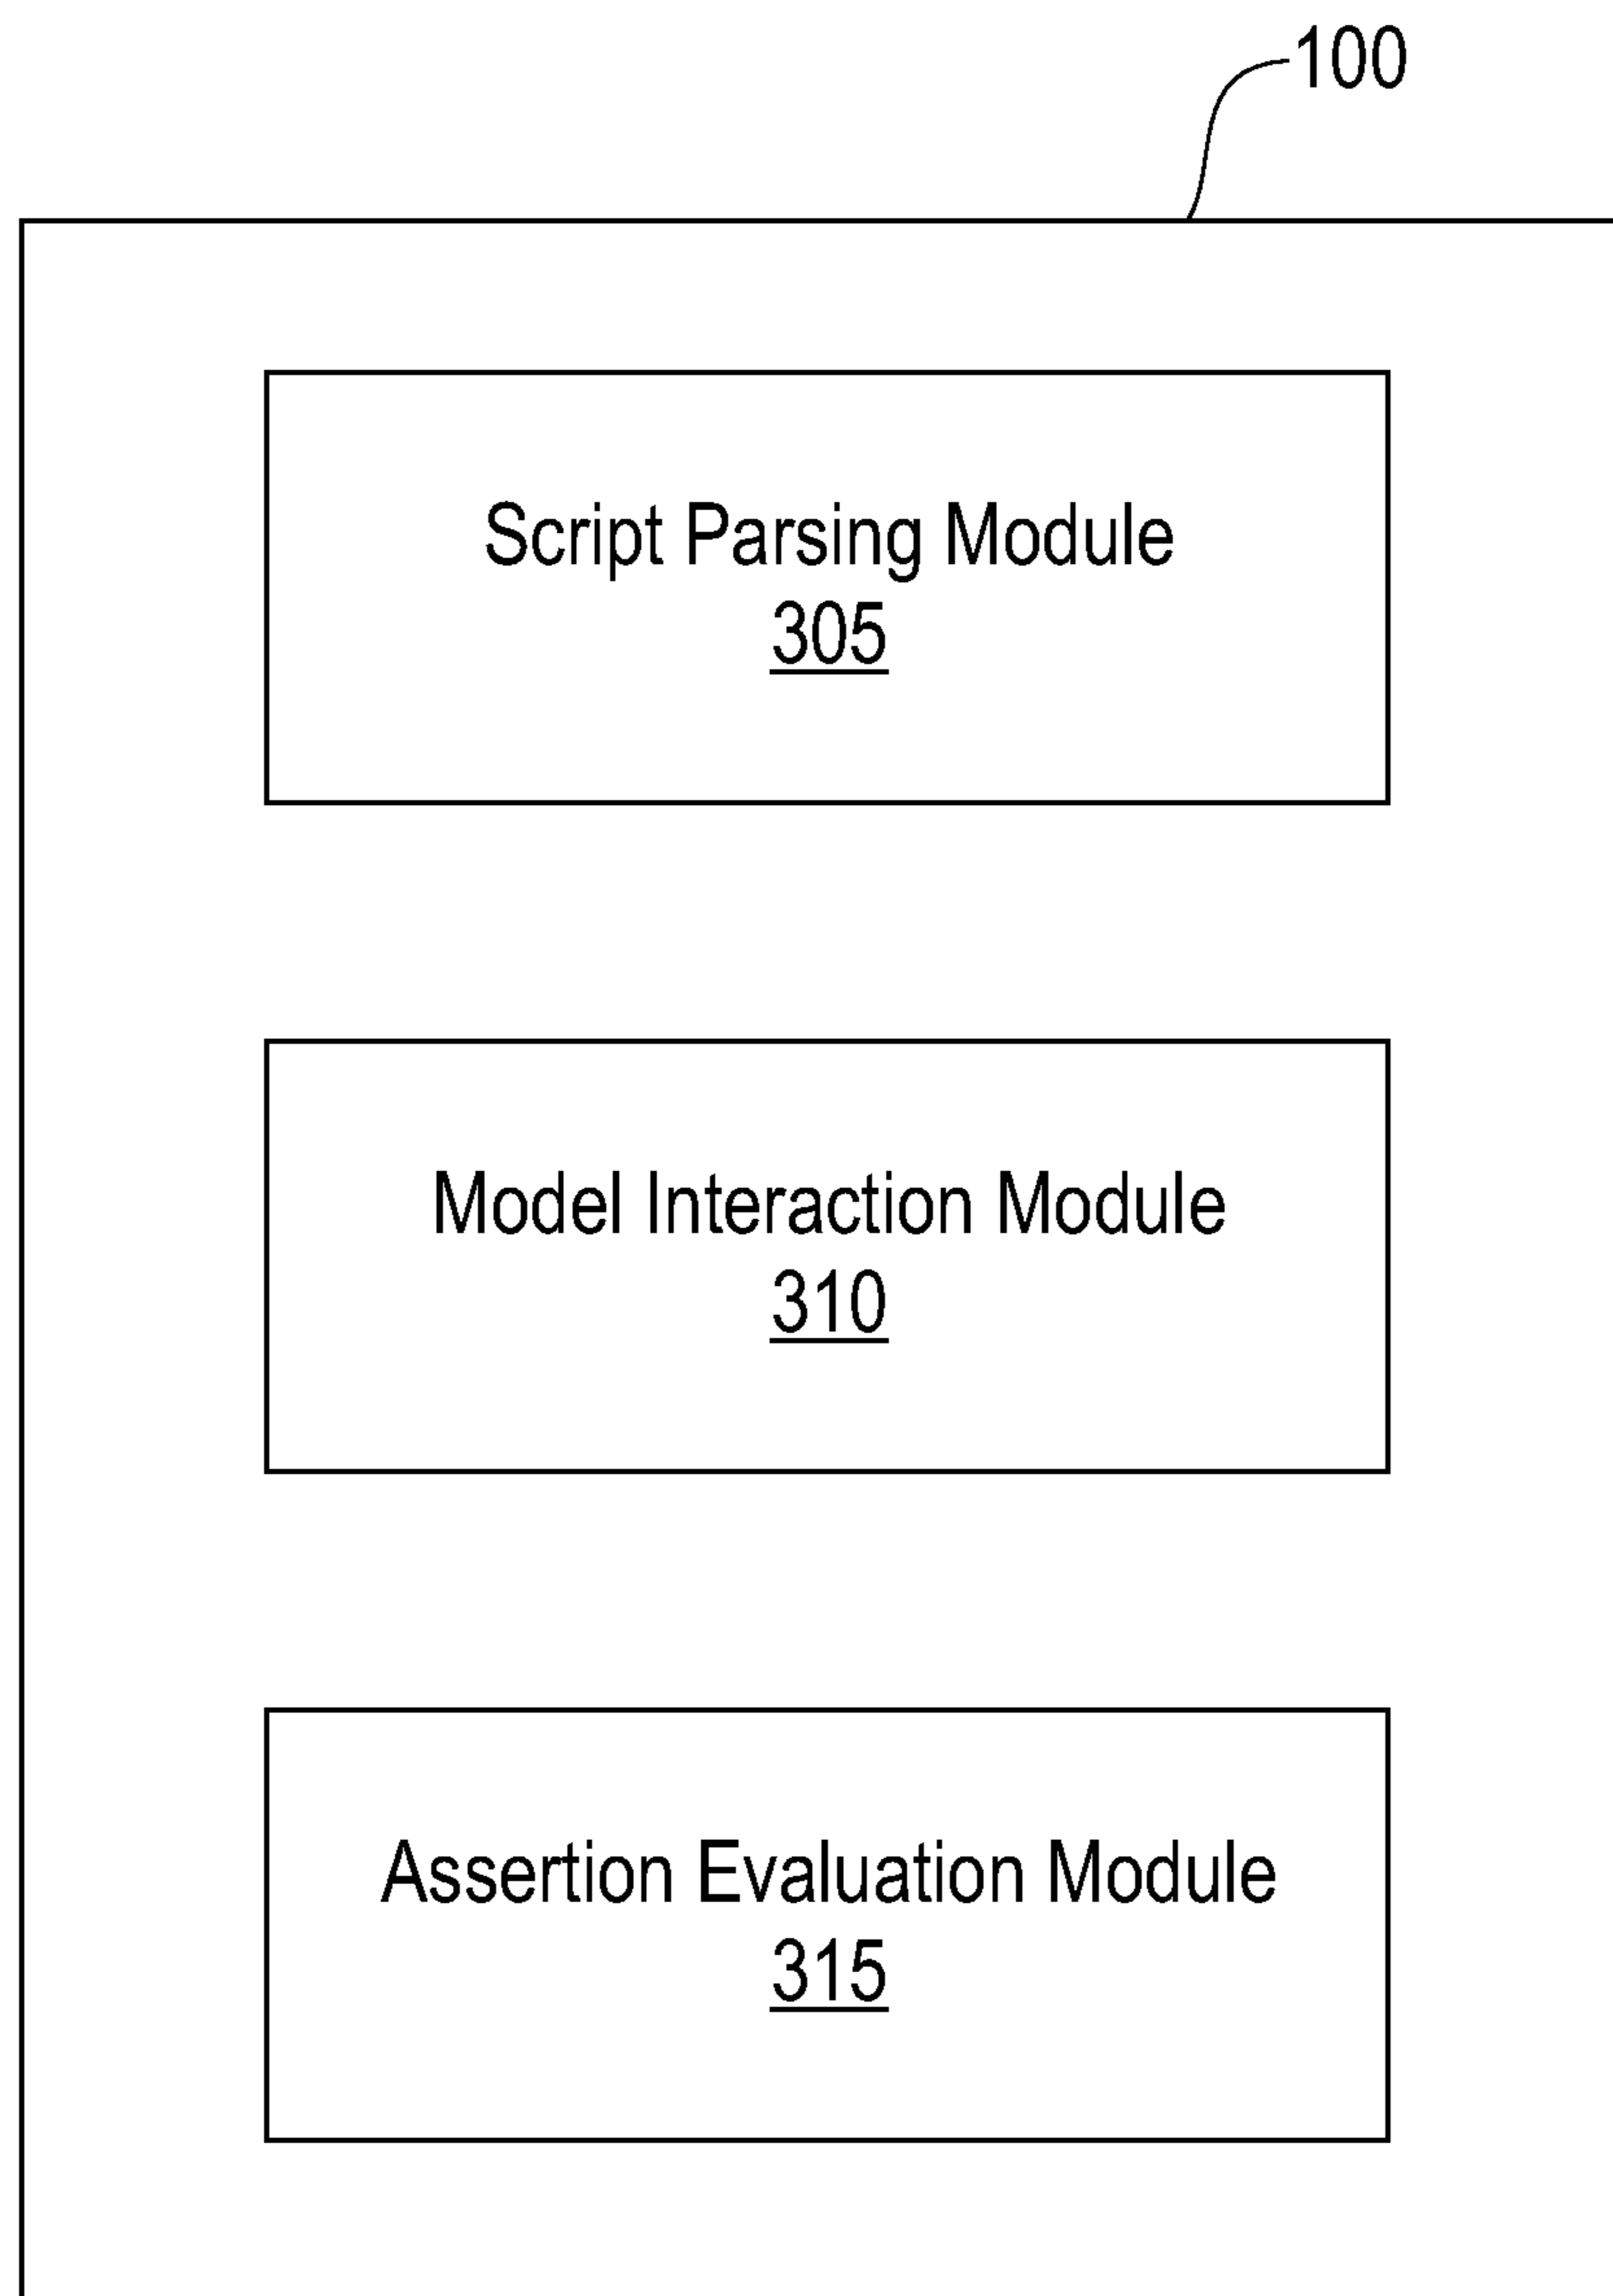 100
Script Parsing Module
305
Model Interaction Module
310
Assertion Evaluation Module
315